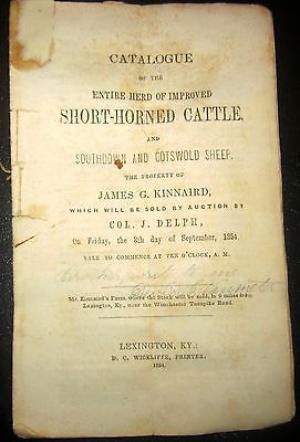 CATALOGUE
OF THE
ENTIRE HERD OF IMPROVED
SHORT-HORNED CATTLE,
AND
SOUTHDOWN AND COTSWOLD SHEEP,
THE PROPERTY OF
JAMES G. KINNAIRD,
WHICH WILL BE SOLD BY AUCTION BY
COL. J. DELPH,
On Friday, the 8th day of September, 1854.
SALE TO COMMENCE AT TEN O'CLOCK, A. M.
Mr. Kinnaird's Farm, where the Stock will be sold, is 9 miles from
Lexington, Ky., near the Winchester Turnpike Road.
LEXINGTON, KY.:
D. C. WICKLIFFE, PRINTER.
1854.